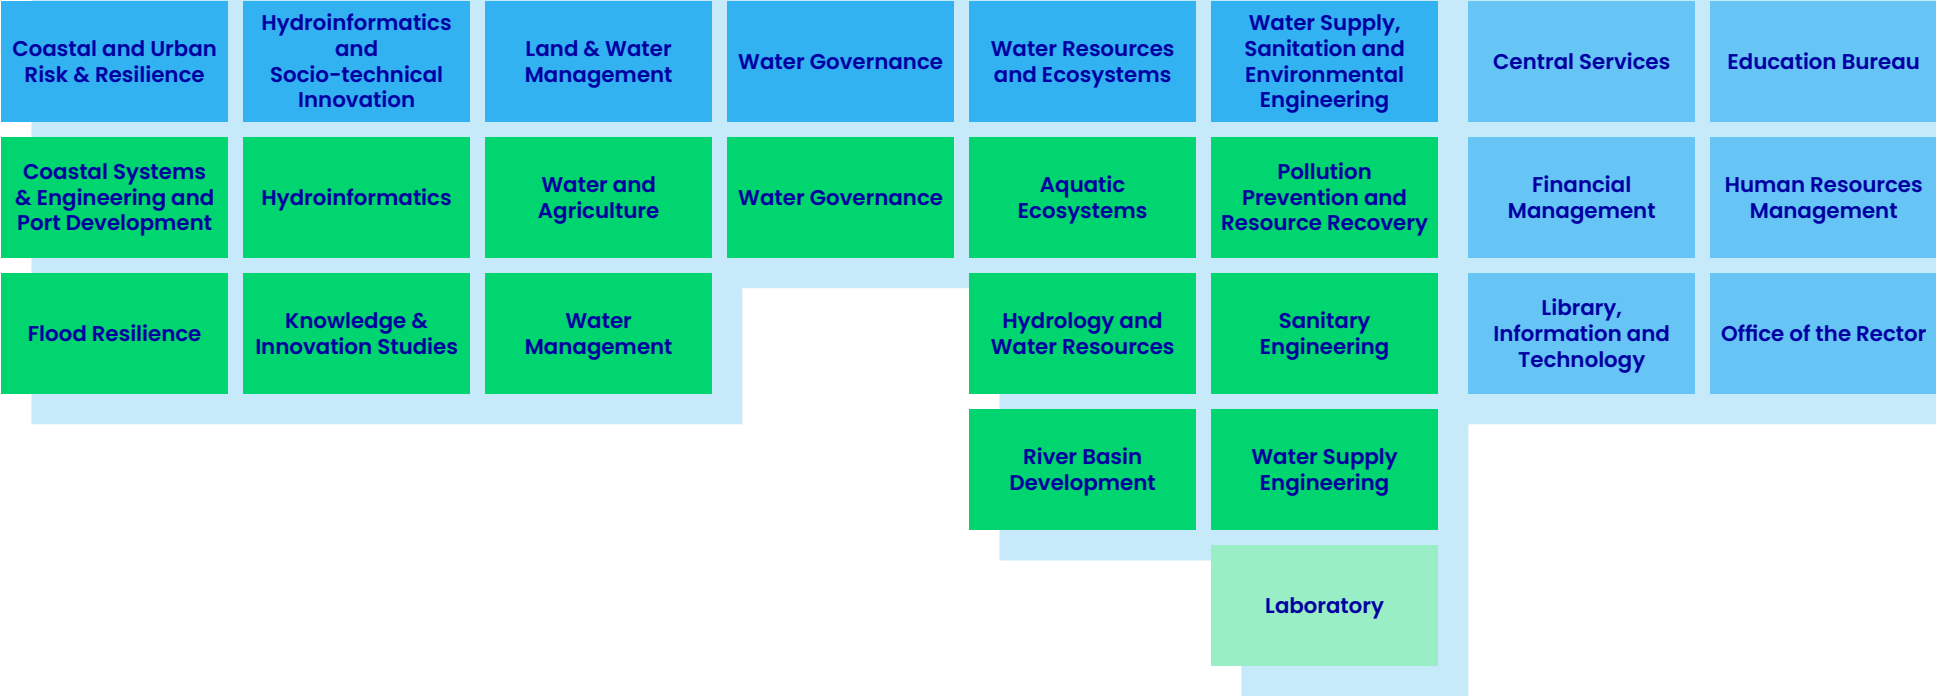 Coastal and Urban
Risk & Resilience
Hydroinformatics
and
Socio-technical
Innovation
Land & Water
Management
Water Governance
Water Resources
and Ecosystems
Water Supply,
Sanitation and
Environmental
Engineering
Central Services
Education Bureau
Coastal Systems
& Engineering and
Port Development
Hydroinformatics
Water and
Agriculture
Water Governance
Aquatic
Ecosystems
Pollution
Prevention and
Resource Recovery
Financial
Management
Human Resources
Management
Flood Resilience
Knowledge &
Innovation Studies
Water
Management
Hydrology and
Water Resources
Sanitary
Engineering
Library,
Information and
Technology
Office of the Rector
River Basin
Development
Water Supply
Engineering
Laboratory